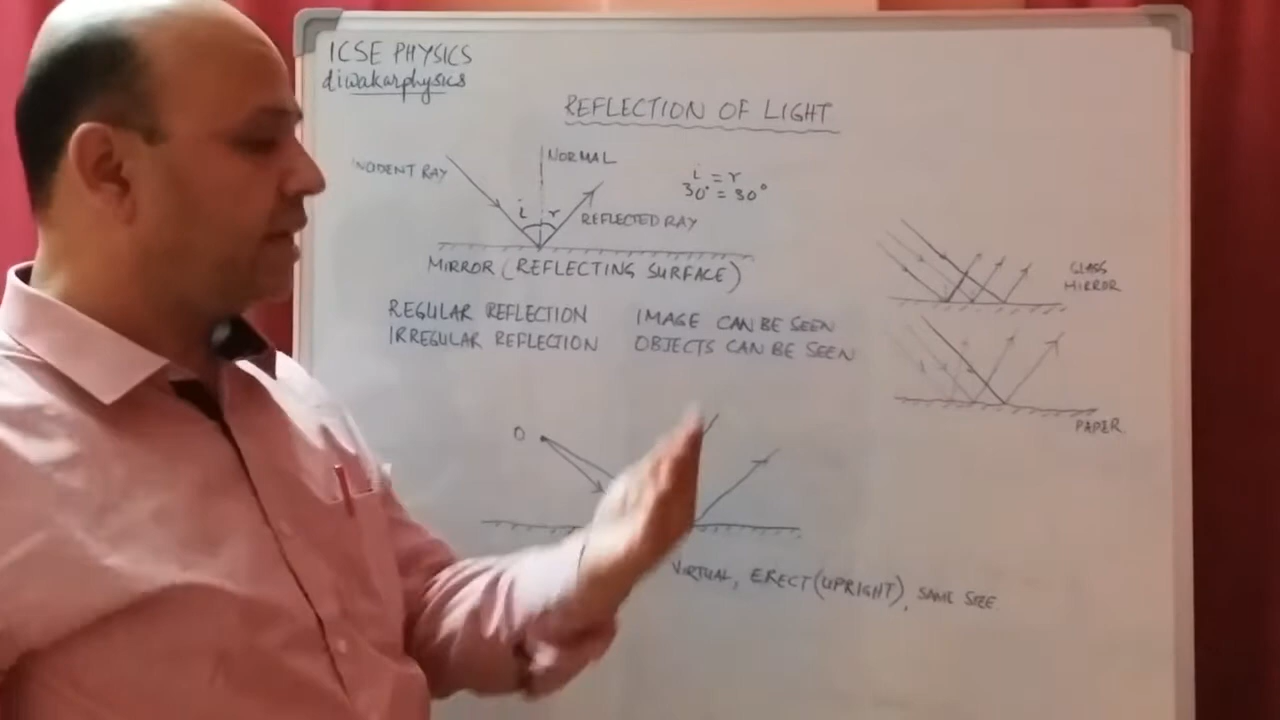 ICSE PHYSICS
diwakarphysics
REFLECTION OF LIGHT
INCIDENT RAY
NORMAL
i = r
30° = 30°
i r
REFLECTED RAY
MIRROR (REFLECTING SURFACE)
GLASS
MIRROR
REGULAR REFLECTION IMAGE CAN BE SEEN
IRREGULAR REFLECTION OBJECTS CAN BE SEEN
PAPER
O
VIRTUAL, ERECT (UPRIGHT), SAME SIZE